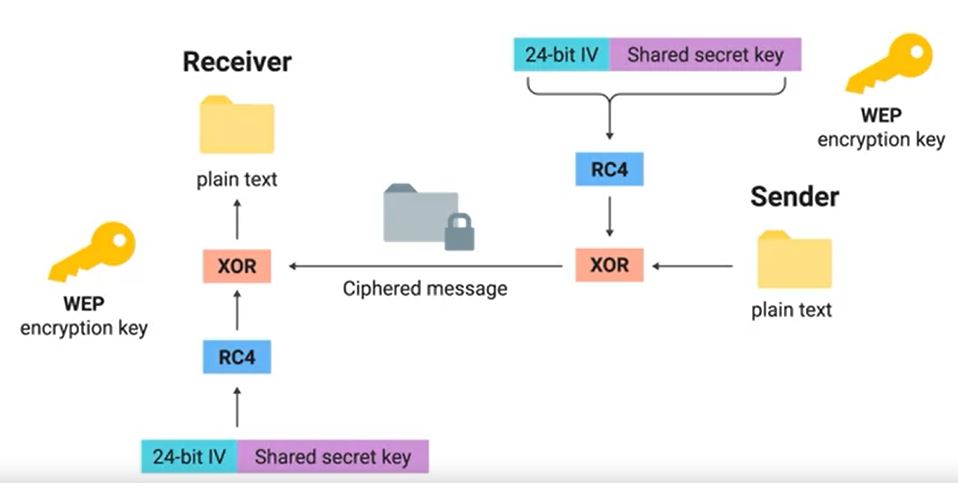 24-bit IV Shared secret key
WEP
encryption key
RC4
Sender
XOR
plain text
Ciphered message
Receiver
plain text
XOR
WEP
encryption key
RC4
24-bit IV Shared secret key